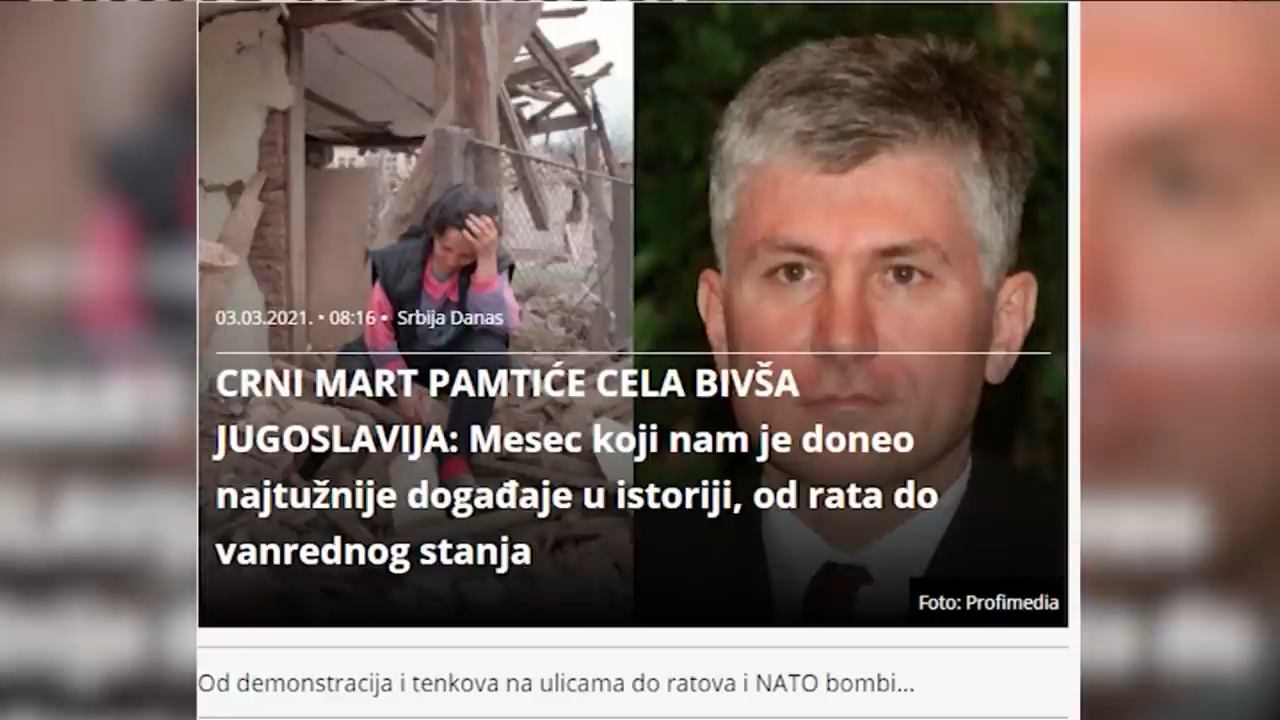 03.03.2021. • 08:16 • Srbija Danas
CRNI MART PAMTIĆE CELA BIVŠA
JUGOSLAVIJA: Mesec koji nam je doneo
najtužnije događaje u istoriji, od rata do
vanrednog stanja
Foto: Profimedia
Od demonstracija i tenkova na ulicama do ratova i NATO bombi...